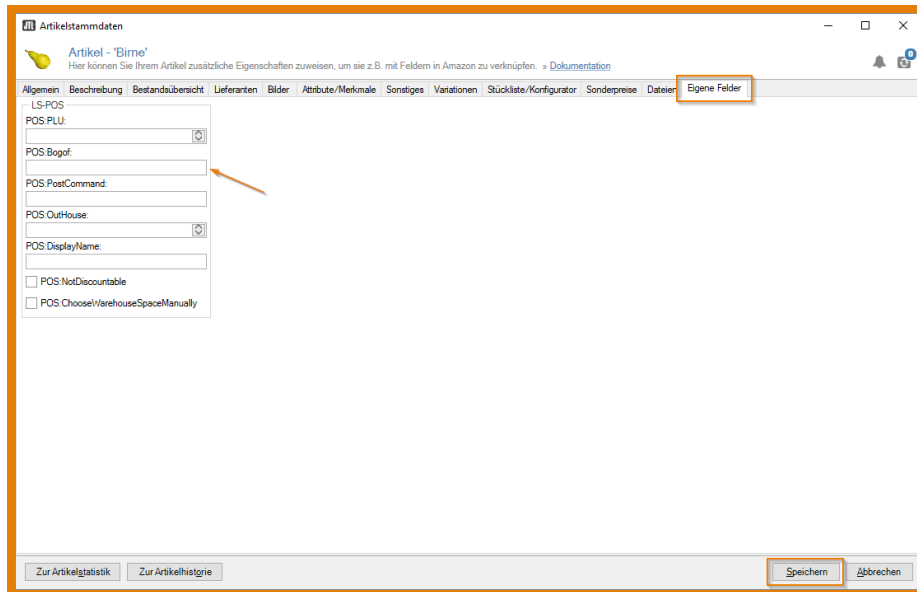 Artikelstammdaten
Artikel - 'Birne'
Hier können Sie Ihrem Artikel zusätzliche Eigenschaften zuweisen, um sie z.B. mit Feldern in Amazon zu verknüpfen. » Dokumentation
0
Allgemein Beschreibung Bestandsübersicht Lieferanten Bilder Attribute/Merkmale Sonstiges Variationen Stückliste/Konfigurator Sonderpreise Dateien Eigene Felder
LS-POS
POS:PLU:
POS:Bogof:
POS:PostCommand:
POS:OutHouse:
POS:DisplayName:
POS:NotDiscountable
POS:ChooseWarehouseSpaceManually
Zur Artikelstatistik Zur Artikelhistorie Speichern Abbrechen